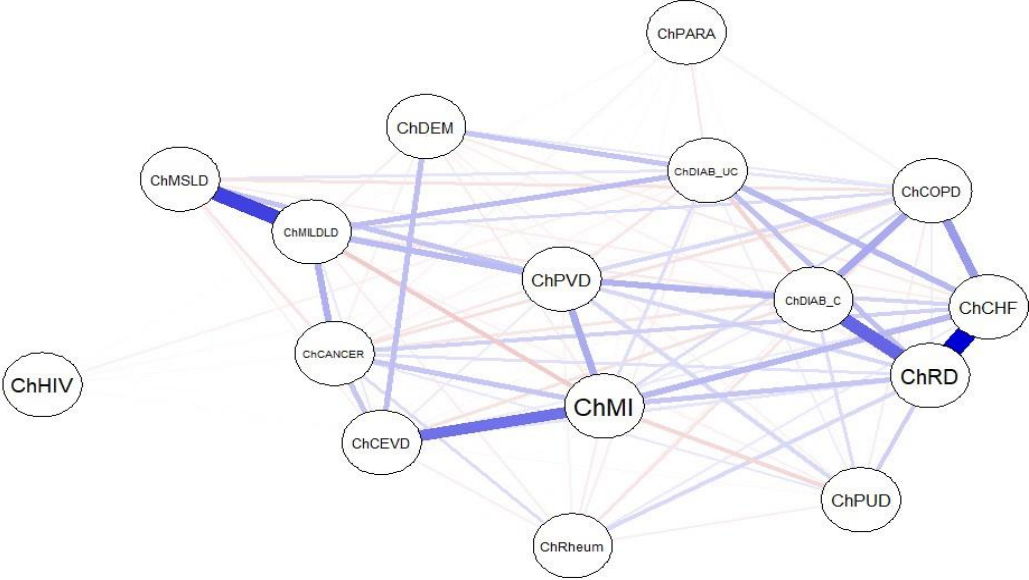 ChPARA
ChDEM
ChMSLD
ChDIAB_UC
ChCOPD
ChMILDLD
ChPVD
ChDIAB_C
ChCHF
ChCANCER
ChHIV
ChRD
ChMI
ChCEVD
ChPUD
ChRheum